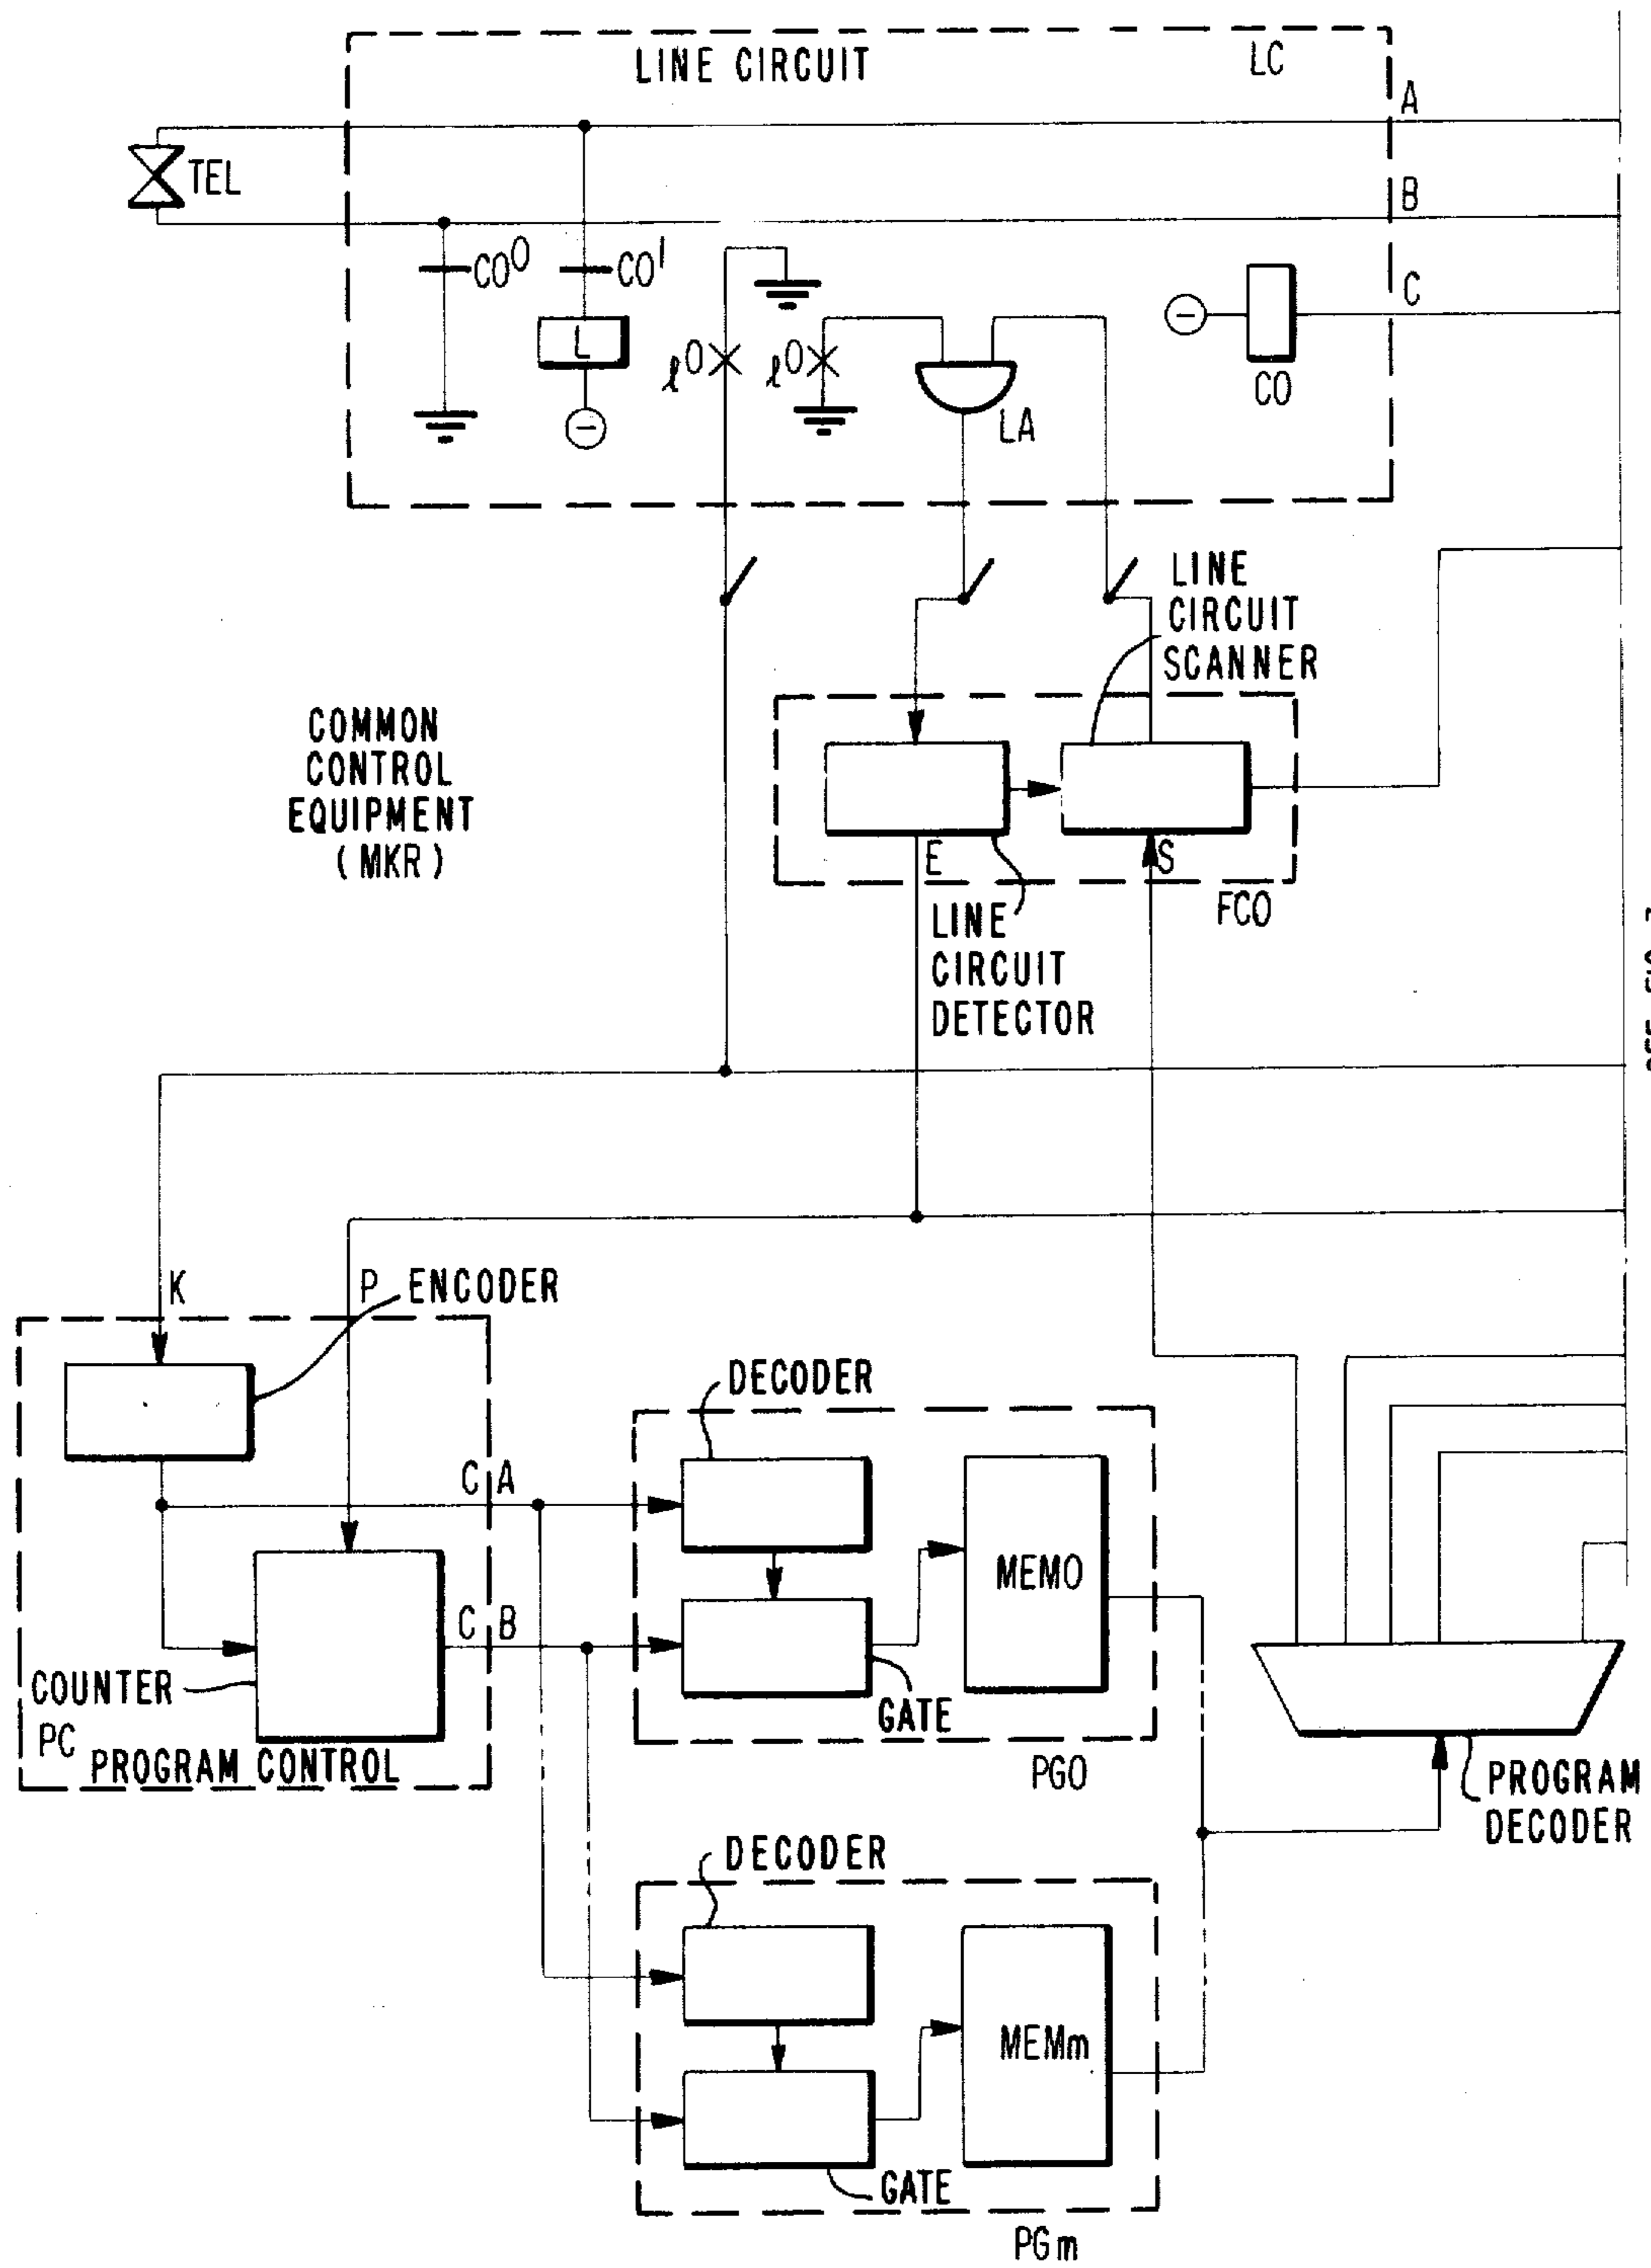 LINE CIRCUIT
LC
A
TEL
B
CO⁰
CO¹
C
L
ℓ⁰
ℓ⁰
LA
CO
LINE
CIRCUIT
SCANNER
COMMON
CONTROL
EQUIPMENT
(MKR)
E
S
FCO
LINE
CIRCUIT
DETECTOR
K
P
ENCODER
DECODER
C A
MEMO
C B
COUNTER
GATE
PC
PROGRAM CONTROL
PGO
PROGRAM
DECODER
DECODER
MEMm
GATE
PGm